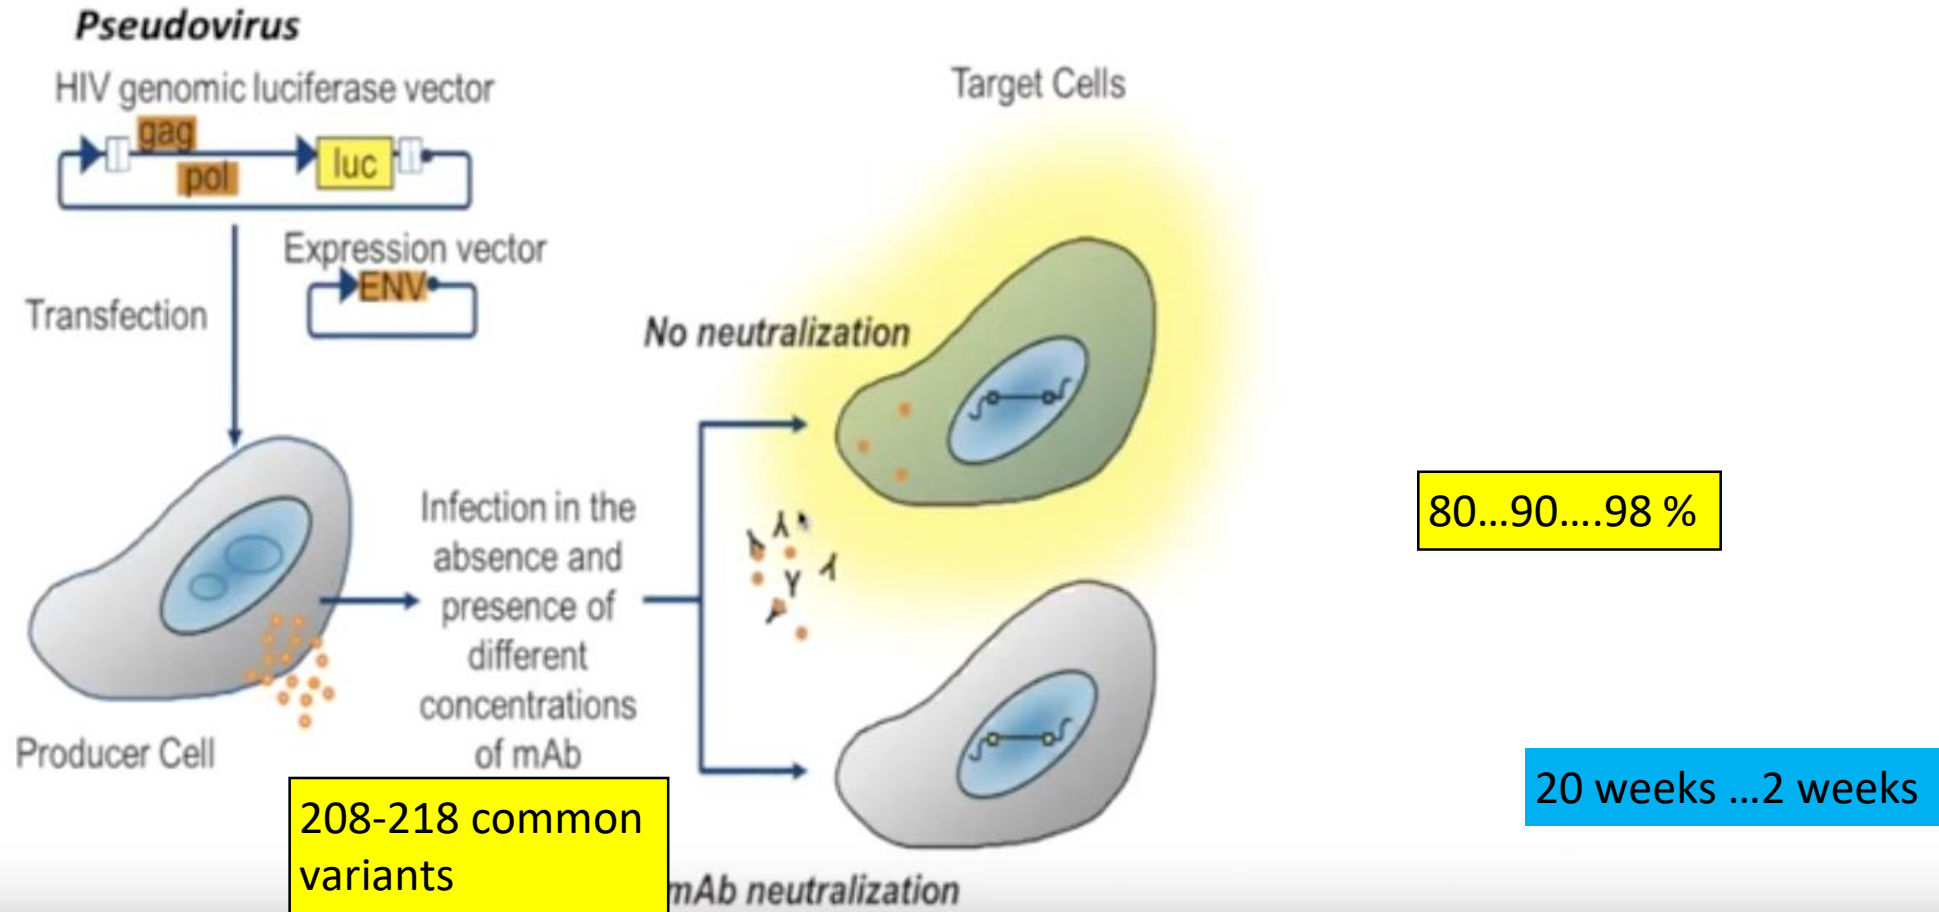 Pseudovirus
HIV genomic luciferase vector
gag
pol
luc
Expression vector
ENV
Transfection
Producer Cell
Infection in the
absence and
presence of
different
concentrations
of mAb
208-218 common
variants
Target Cells
No neutralization
mAb neutralization
80...90....98 %
20 weeks ...2 weeks